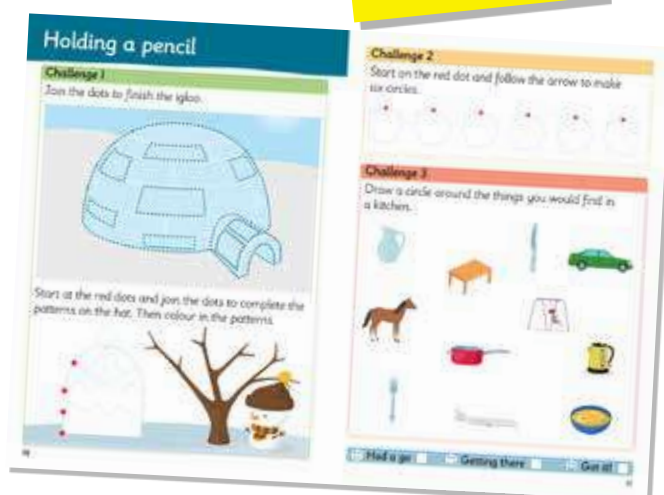 Holding a pencil
Challenge 1
Join the dots to finish the igloo.
Start at the red dots and join the dots to complete the
patterns on the hat. Then colour in the patterns.
Challenge 2
Start on the red dot and follow the arrow to make
six circles.
Challenge 3
Draw a circle around the things you would find in
a kitchen.
Had a go
Getting there
Got it!